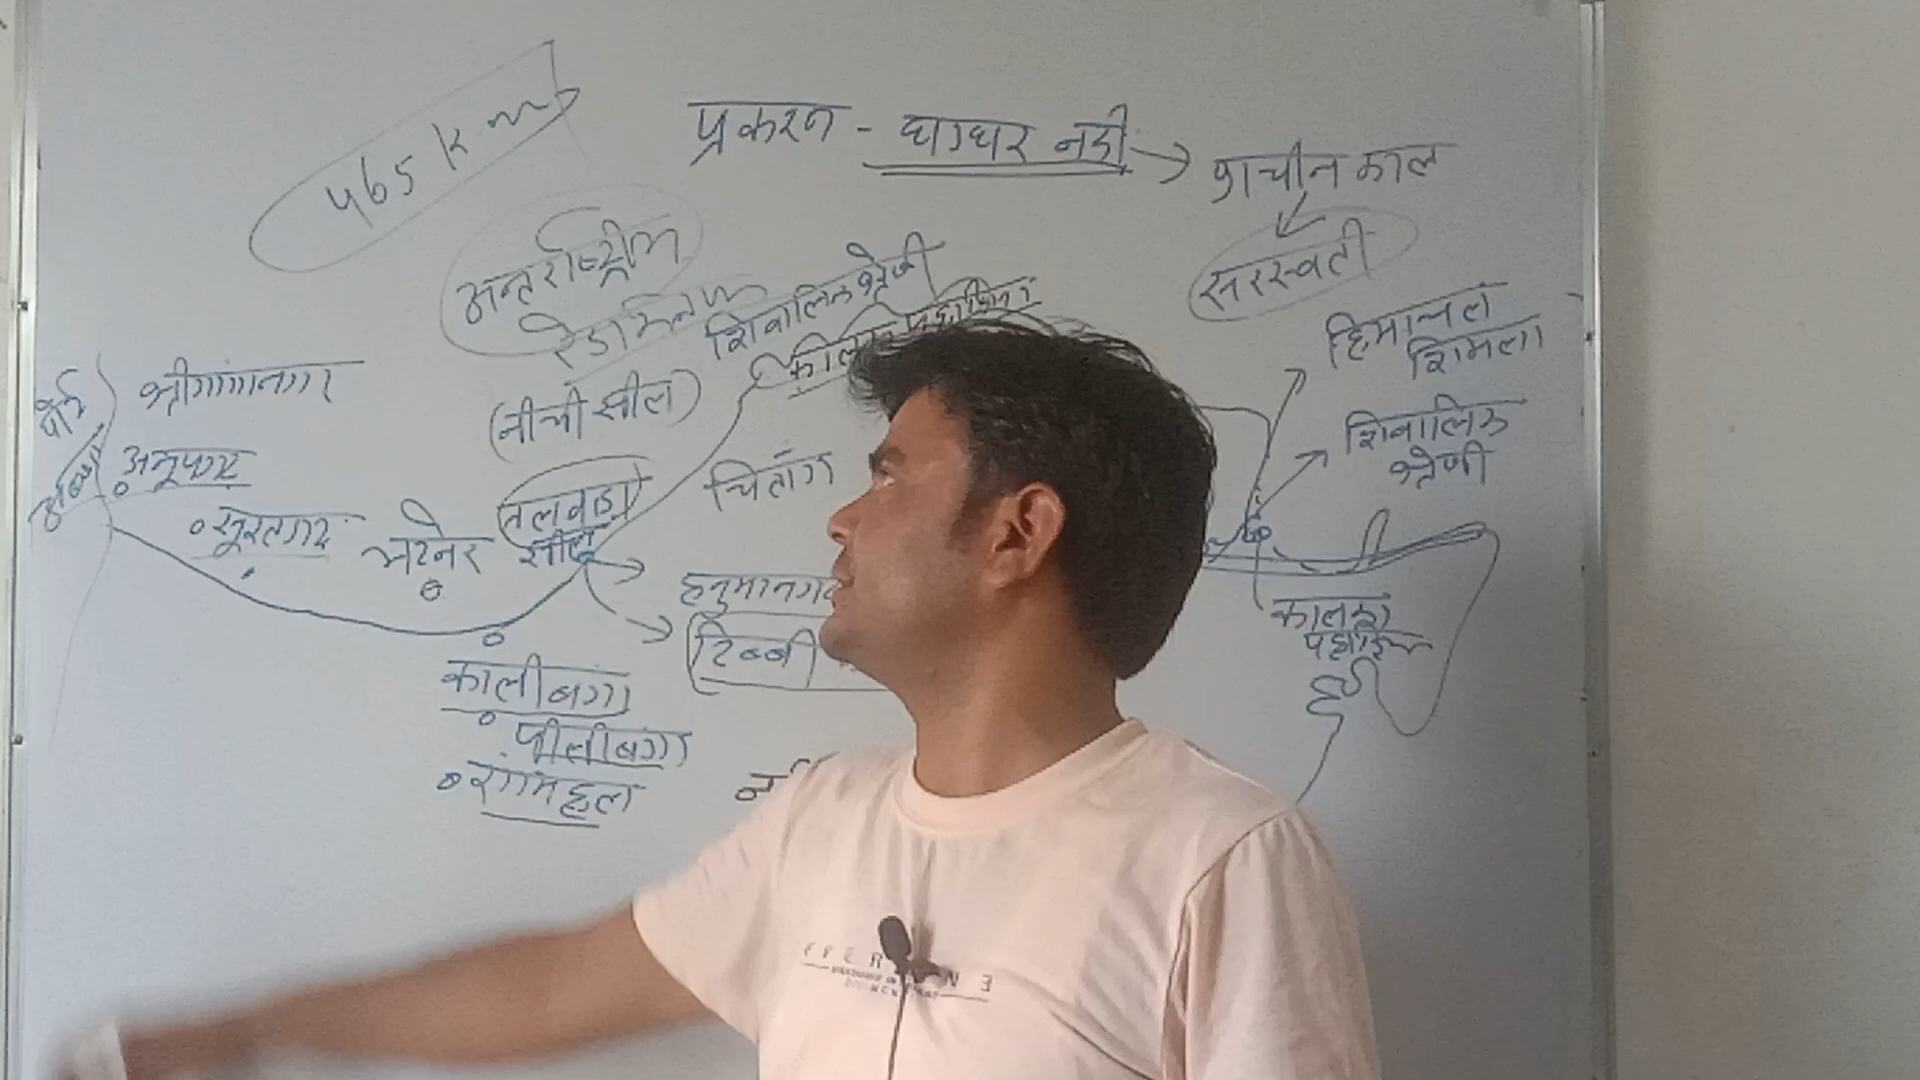 465 Km
प्रकरण - घग्घर नदी → प्राचीन काल
सरस्वती
अन्तर्राष्ट्रीय
शिवालिक श्रेणी
(नीची झील)
हिमाचल
शिमला
शिवालिक
श्रेणी
श्रीगंगानगर
अनूपगढ़
सूरतगढ़
भटनेर
तलवाड़ा
झील
चितांग
हनुमानगढ़
टिब्बी
कालीबंगा
पीलीबंगा
रंगमहल
कालका
पहाड़ी